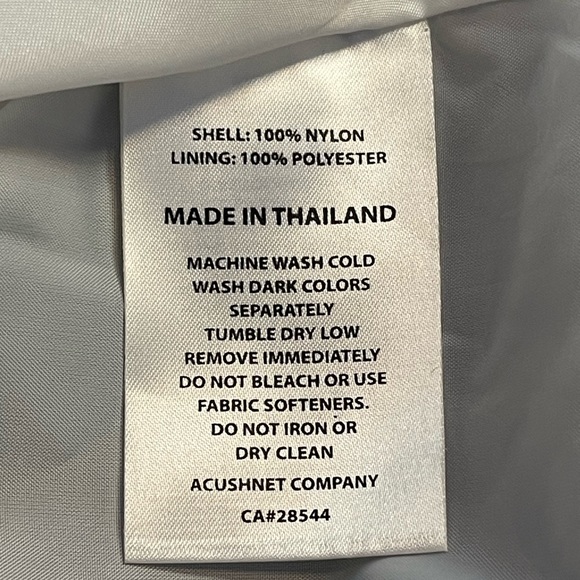 SHELL: 100% NYLON
LINING: 100% POLYESTER
MADE IN THAILAND
MACHINE WASH COLD
WASH DARK COLORS
SEPARATELY
TUMBLE DRY LOW
REMOVE IMMEDIATELY
DO NOT BLEACH OR USE
FABRIC SOFTENERS.
DO NOT IRON OR
DRY CLEAN
ACUSHNET COMPANY
CA#28544